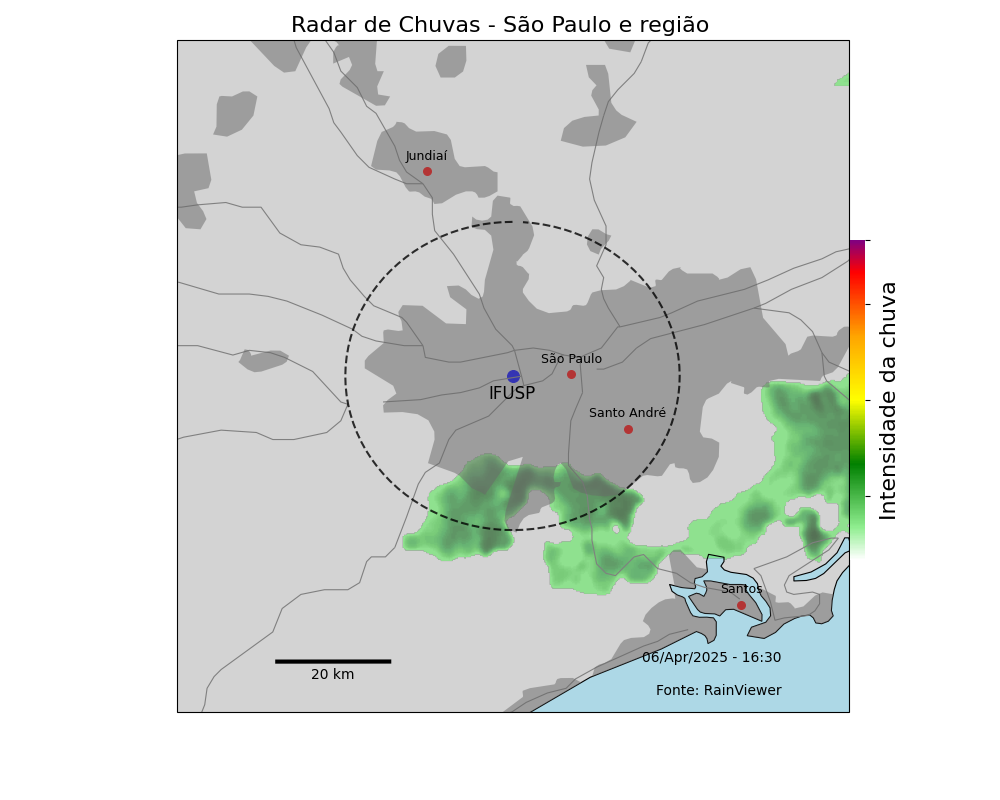 Radar de Chuvas - São Paulo e região
Jundiaí
São Paulo
IFUSP
Santo André
Intensidade da chuva
Santos
06/Apr/2025 - 16:30
20 km
Fonte: RainViewer